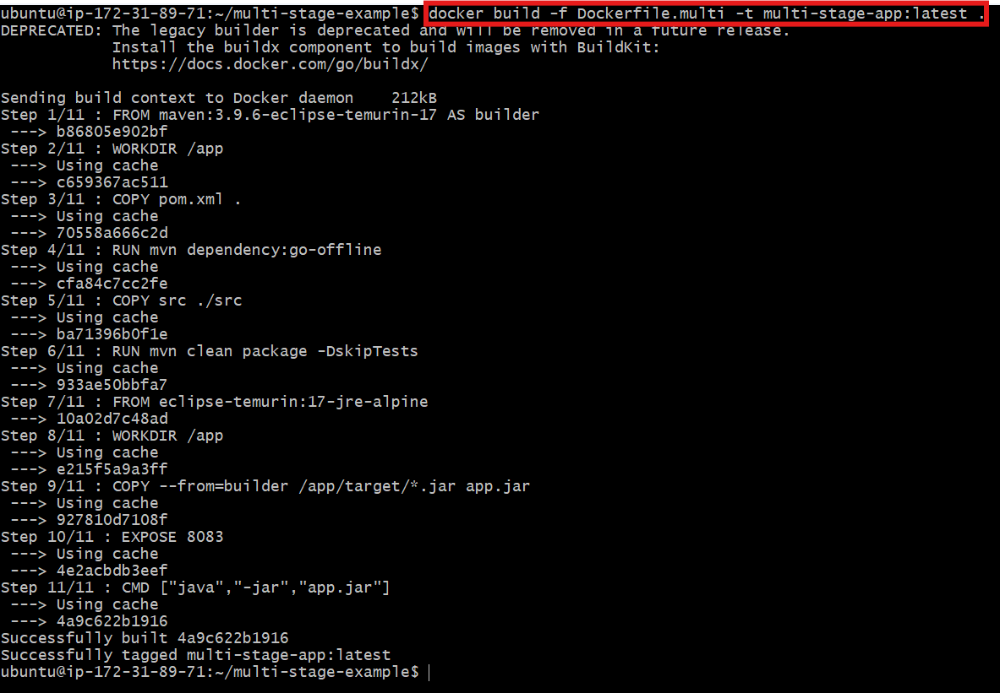 ubuntu@ip-172-31-89-71:~/multi-stage-example$ docker build -f Dockerfile.multi -t multi-stage-app:latest .
DEPRECATED: The legacy builder is deprecated and will be removed in a future release.
            Install the buildx component to build images with BuildKit:
            https://docs.docker.com/go/buildx/

Sending build context to Docker daemon    212kB
Step 1/11 : FROM maven:3.9.6-eclipse-temurin-17 AS builder
 ---> b86805e902bf
Step 2/11 : WORKDIR /app
 ---> Using cache
 ---> c659367ac511
Step 3/11 : COPY pom.xml .
 ---> Using cache
 ---> 70558a666c2d
Step 4/11 : RUN mvn dependency:go-offline
 ---> Using cache
 ---> cfa84c7cc2fe
Step 5/11 : COPY src ./src
 ---> Using cache
 ---> ba71396b0f1e
Step 6/11 : RUN mvn clean package -DskipTests
 ---> Using cache
 ---> 933ae50bbfa7
Step 7/11 : FROM eclipse-temurin:17-jre-alpine
 ---> 10a02d7c48ad
Step 8/11 : WORKDIR /app
 ---> Using cache
 ---> e215f5a9a3ff
Step 9/11 : COPY --from=builder /app/target/*.jar app.jar
 ---> Using cache
 ---> 927810d7108f
Step 10/11 : EXPOSE 8083
 ---> Using cache
 ---> 4e2acbdb3eef
Step 11/11 : CMD ["java","-jar","app.jar"]
 ---> Using cache
 ---> 4a9c622b1916
Successfully built 4a9c622b1916
Successfully tagged multi-stage-app:latest
ubuntu@ip-172-31-89-71:~/multi-stage-example$